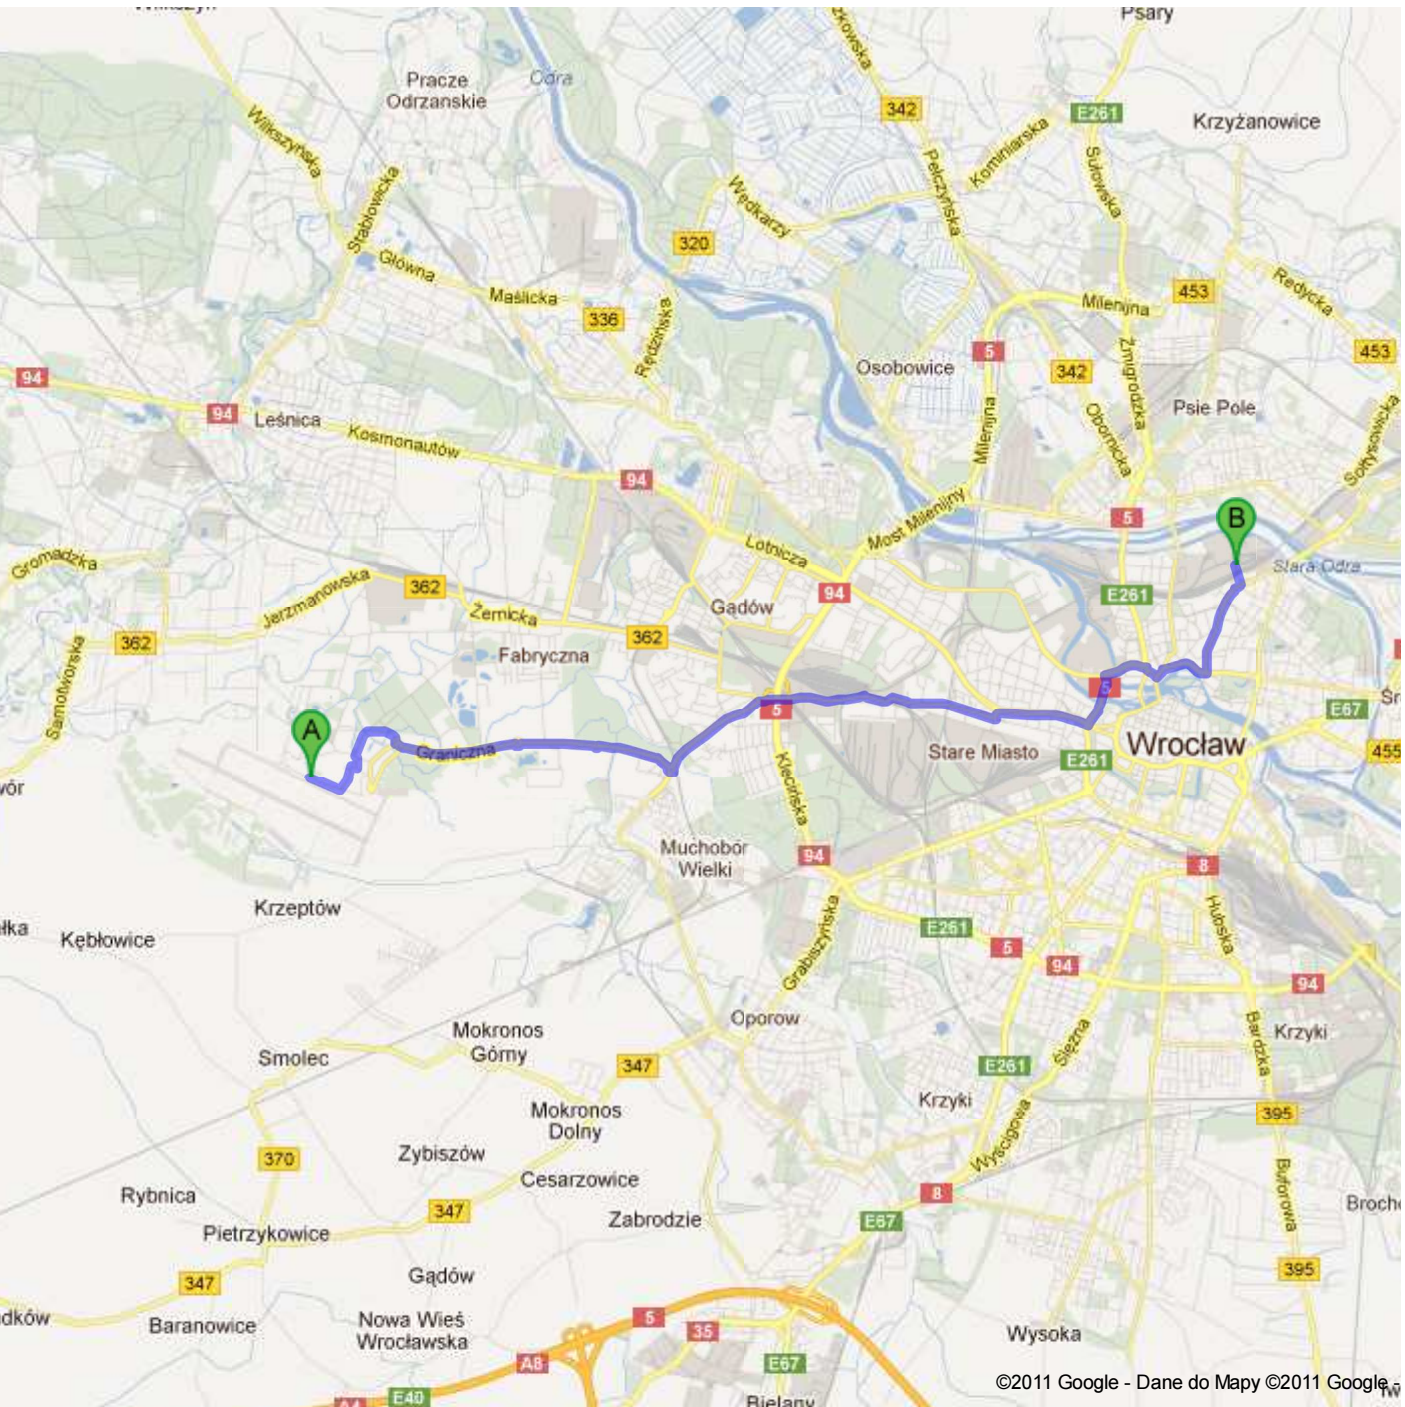 Psary
Pracze
Odrzanskie
Odra
342
E261
Krzyżanowice
Wilkszyńska
Kominiarska
Pełczyńska
Sułowska
Stabłowicka
Wędkarzy
320
Główna
Maślicka
336
Rędzińska
Milenijna
453
Redycka
94
5
342
453
Osobowice
Żmigrodzka
Psie Pole
94
Leśnica
Kosmonautów
Milenijna
Obornicka
Sołtysowicka
94
Most Milenijny
5
B
Lotnicza
Gromadzka
Stara Odra
Jerzmanowska
362
94
E261
Żernicka
Gadów
362
362
Fabryczna
Samotworska
5
E67
5
A
Graniczna
Stare Miasto
Wrocław
455
E261
Klecińska
Muchobór
Wielki
94
8
Krzeptów
Kębłowice
Grabiszyńska
E261
5
94
Hubska
94
Oporow
Mokronos
Górny
Smolec
347
E261
Ślężna
Bardzka
Krzyki
Mokronos
Dolny
Krzyki
395
Wyścigowa
370
Zybiszów
Cesarzowice
Rybnica
8
Buforowa
347
Zabrodzie
E67
Pietrzykowice
347
Gądów
395
Baranowice
Nowa Wieś
Wrocławska
5
35
Wysoka
A8
E67
E40
Bielany
©2011 Google - Dane do Mapy ©2011 Google -